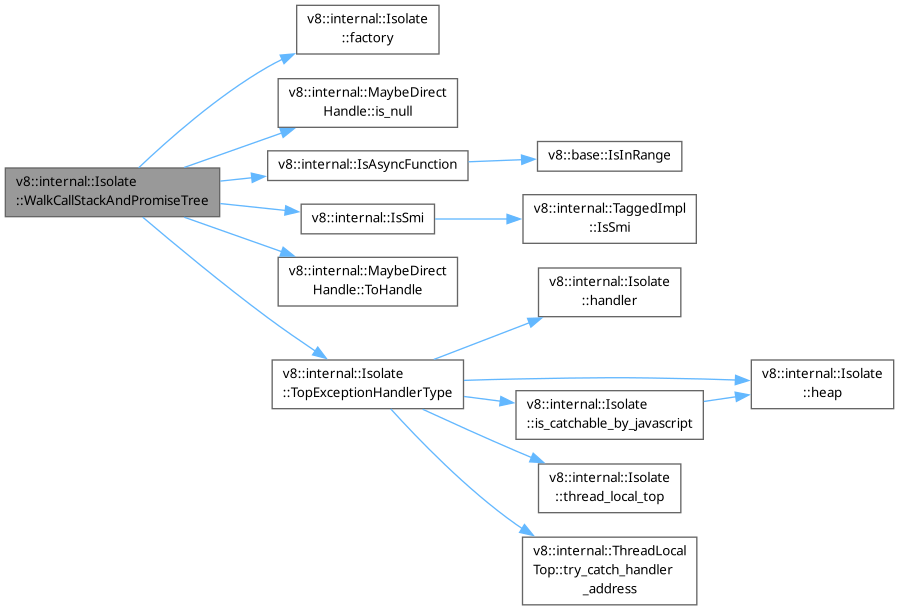 v8::internal::Isolate
::factory
v8::internal::MaybeDirect
Handle::is_null
v8::internal::IsAsyncFunction
v8::base::IsInRange
v8::internal::Isolate
::WalkCallStackAndPromiseTree
v8::internal::IsSmi
v8::internal::TaggedImpl
::IsSmi
v8::internal::MaybeDirect
Handle::ToHandle
v8::internal::Isolate
::handler
v8::internal::Isolate
::TopExceptionHandlerType
v8::internal::Isolate
::heap
v8::internal::Isolate
::is_catchable_by_javascript
v8::internal::Isolate
::thread_local_top
v8::internal::ThreadLocal
Top::try_catch_handler
_address